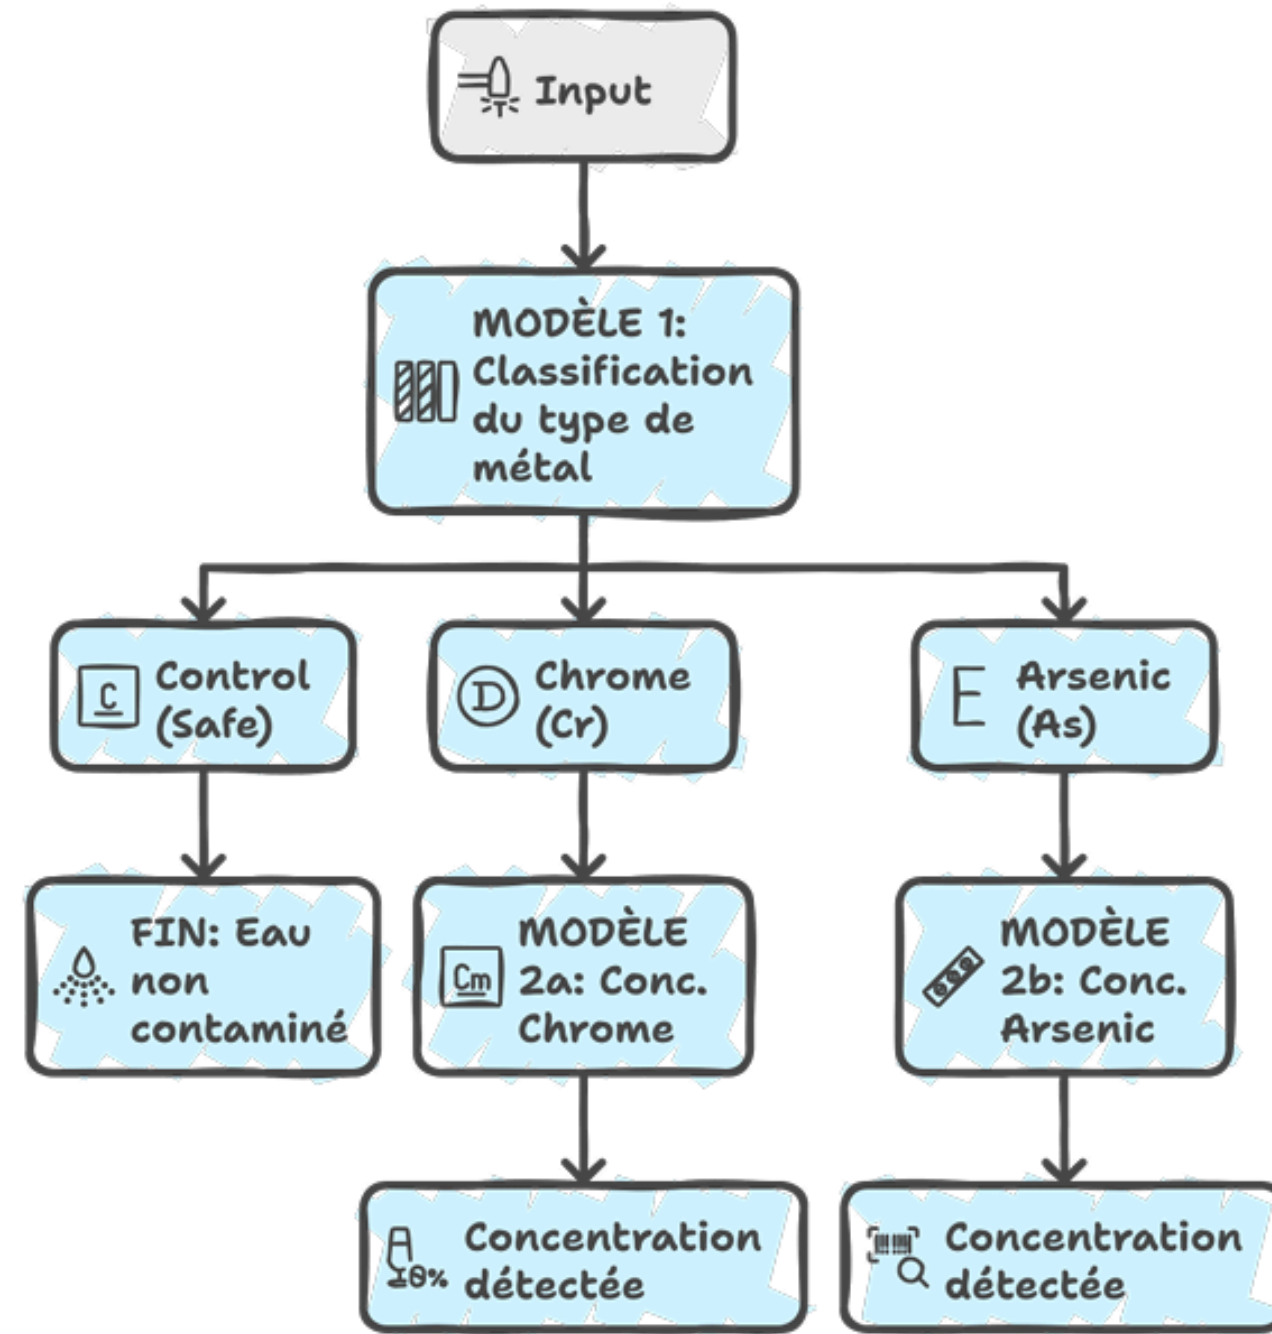 Input
MODÈLE 1:
Classification
du type de
métal
C
Control
(Safe)
D
Chrome
(Cr)
E
Arsenic
(As)
FIN: Eau
non
contaminé
Cm
MODÈLE
2a: Conc.
Chrome
MODÈLE
2b: Conc.
Arsenic
Concentration
détectée
Concentration
détectée